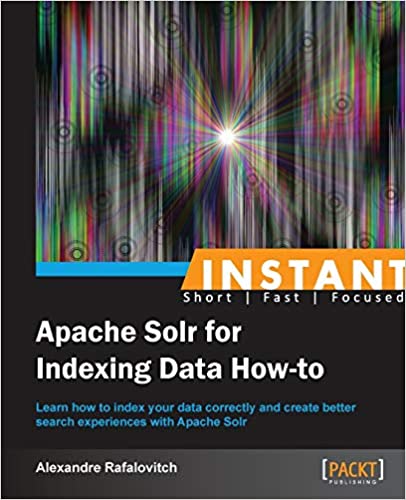 INSTANT
Short | Fast | Focused
Apache Solr for
Indexing Data How-to
Learn how to index your data correctly and create better
search experiences with Apache Solr
Alexandre Rafalovitch
[PACKT]
PUBLISHING